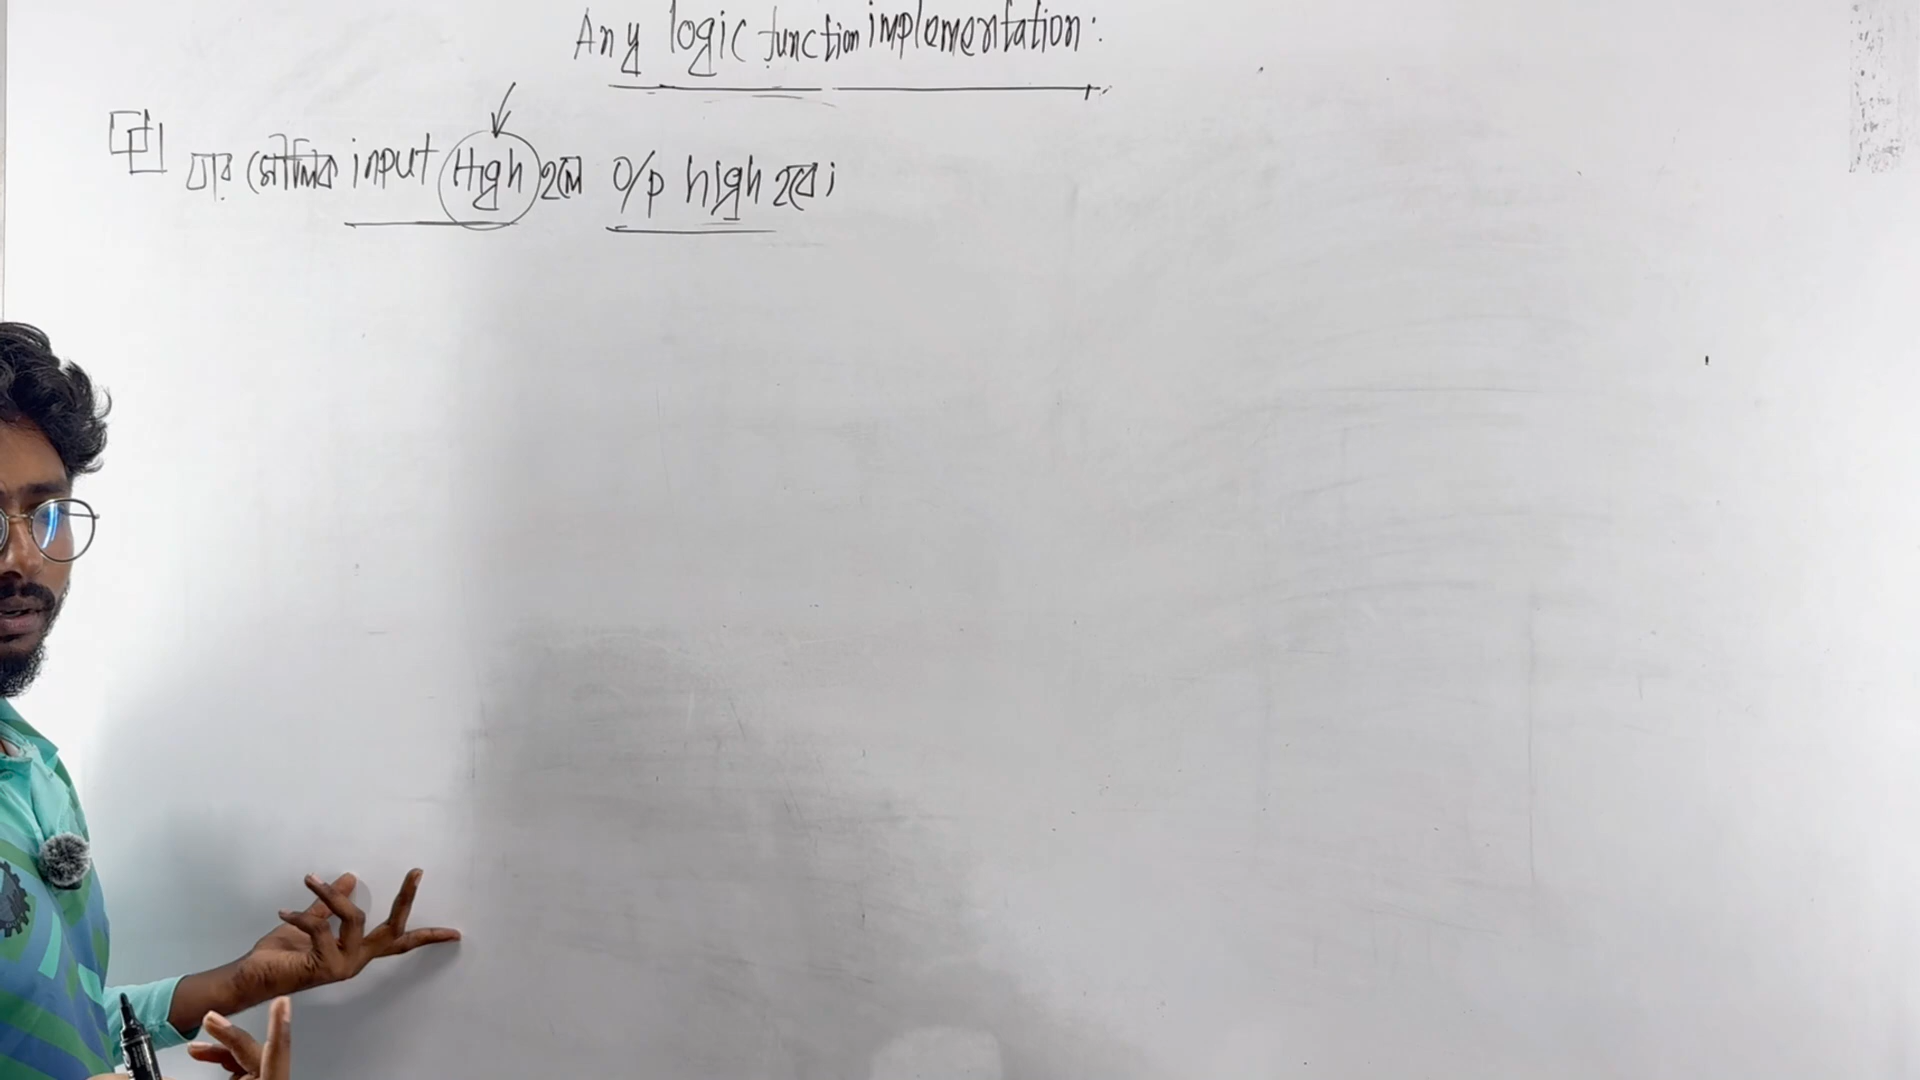 Any logic function implementation:
চার মৌলিক input High হলে O/p high হবে;